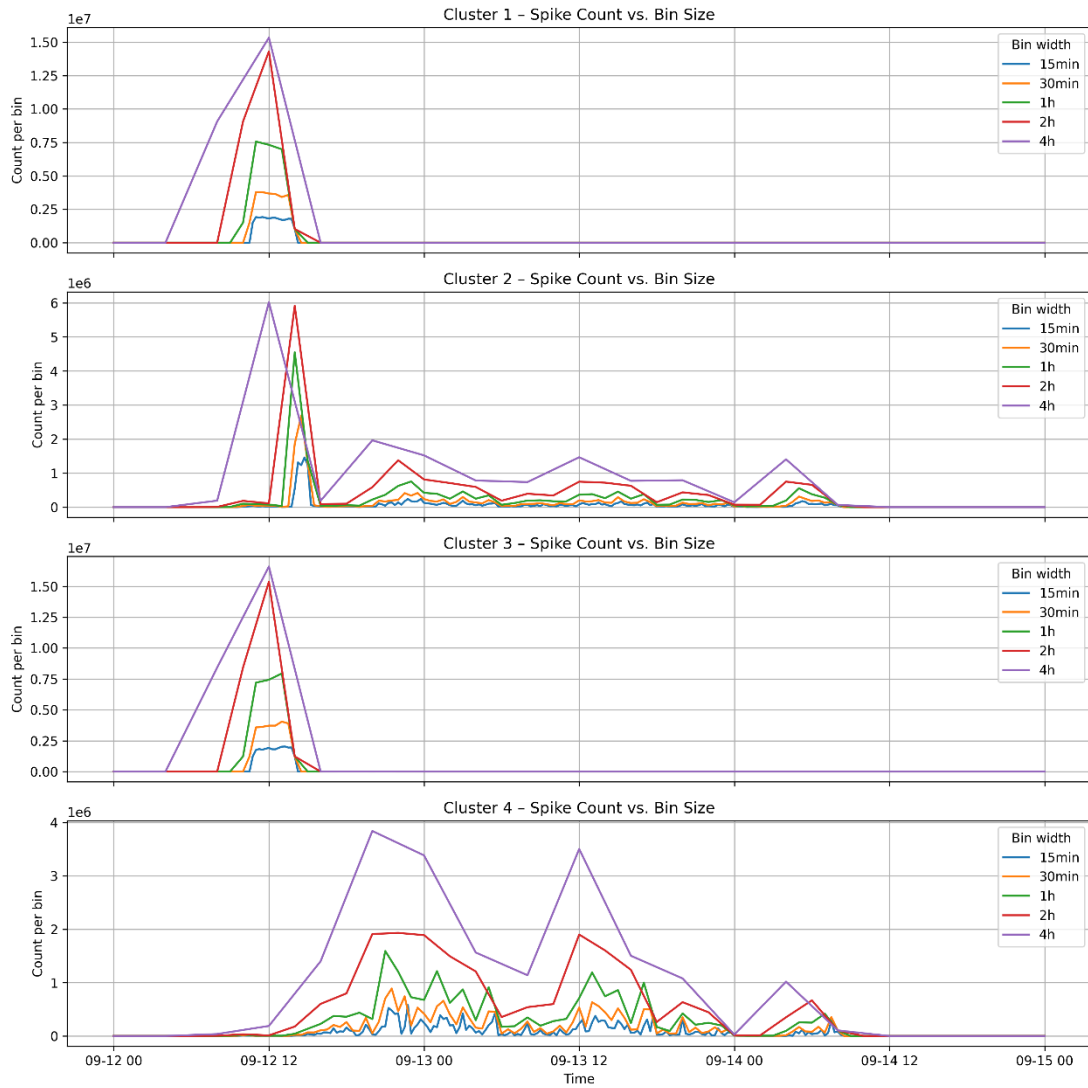 Cluster 1 – Spike Count vs. Bin Size
1e7
Count per bin
1.50
1.25
1.00
0.75
0.50
0.25
0.00
Bin width
15min
30min
1h
2h
4h
Cluster 2 – Spike Count vs. Bin Size
1e6
Count per bin
6
5
4
3
2
1
0
Bin width
15min
30min
1h
2h
4h
Cluster 3 – Spike Count vs. Bin Size
1e7
Count per bin
1.50
1.25
1.00
0.75
0.50
0.25
0.00
Bin width
15min
30min
1h
2h
4h
Cluster 4 – Spike Count vs. Bin Size
1e6
Count per bin
4
3
2
1
0
Bin width
15min
30min
1h
2h
4h
09-12 00 09-12 12 09-13 00 09-13 12 09-14 00 09-14 12 09-15 00
Time